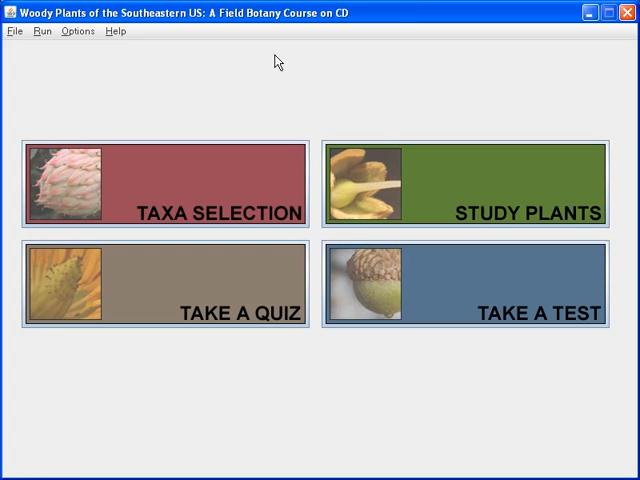 Woody Plants of the Southeastern US: A Field Botany Course on CD
File Run Options Help
TAXA SELECTION STUDY PLANTS
TAKE A QUIZ TAKE A TEST